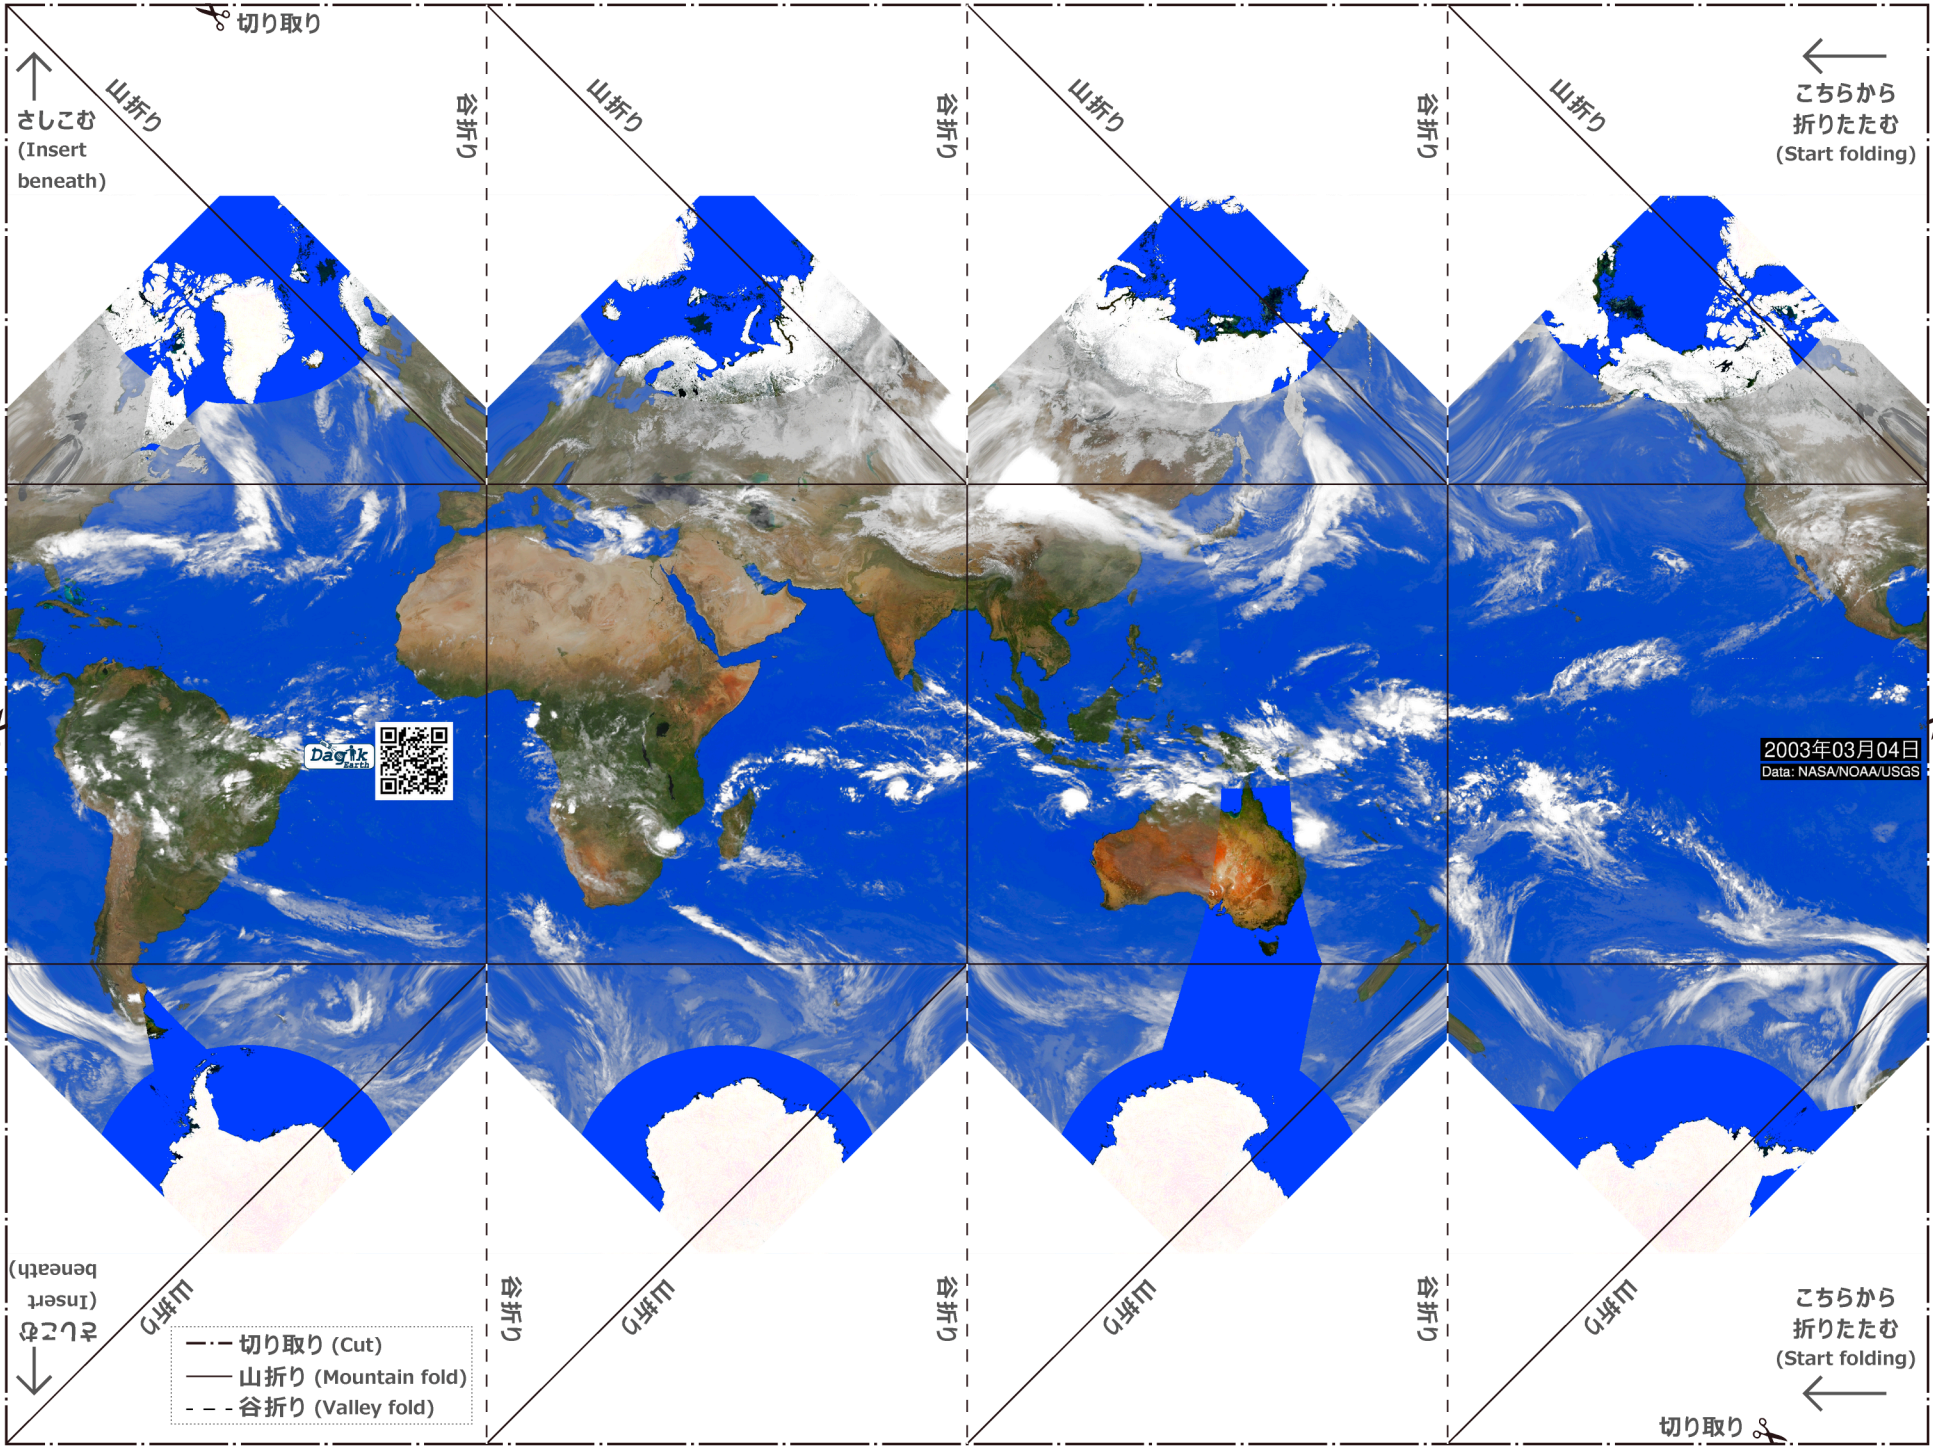 切り取り
さしこむ
(Insert
beneath)
山折り
谷折り
山折り
谷折り
山折り
谷折り
山折り
こちらから
折りたたむ
(Start folding)
Dagik
Earth
2003年03月04日
Data: NASA/NOAA/USGS
さしこむ
(Insert
beneath)
山折り
谷折り
山折り
谷折り
山折り
谷折り
山折り
こちらから
折りたたむ
(Start folding)
切り取り (Cut)
山折り (Mountain fold)
谷折り (Valley fold)
切り取り